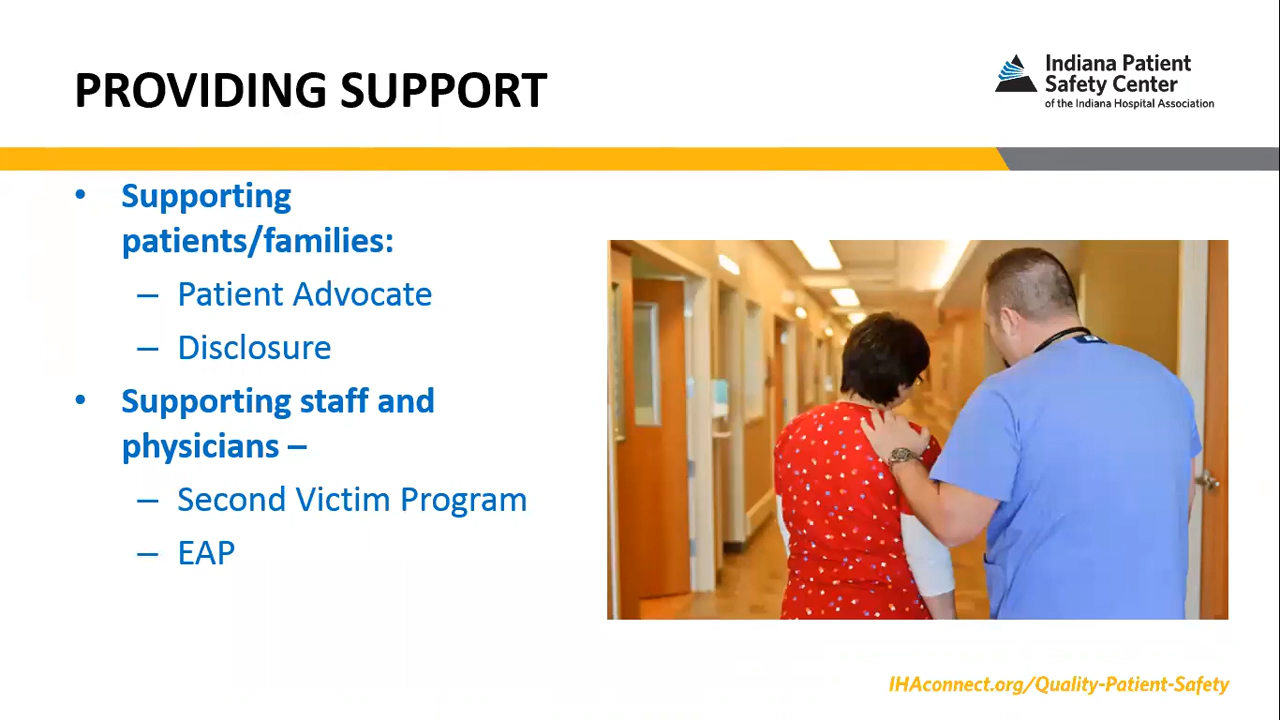 PROVIDING SUPPORT
Indiana Patient
Safety Center
of the Indiana Hospital Association
• Supporting
patients/families:
– Patient Advocate
– Disclosure
• Supporting staff and
physicians –
– Second Victim Program
– EAP
IHAconnect.org/Quality-Patient-Safety